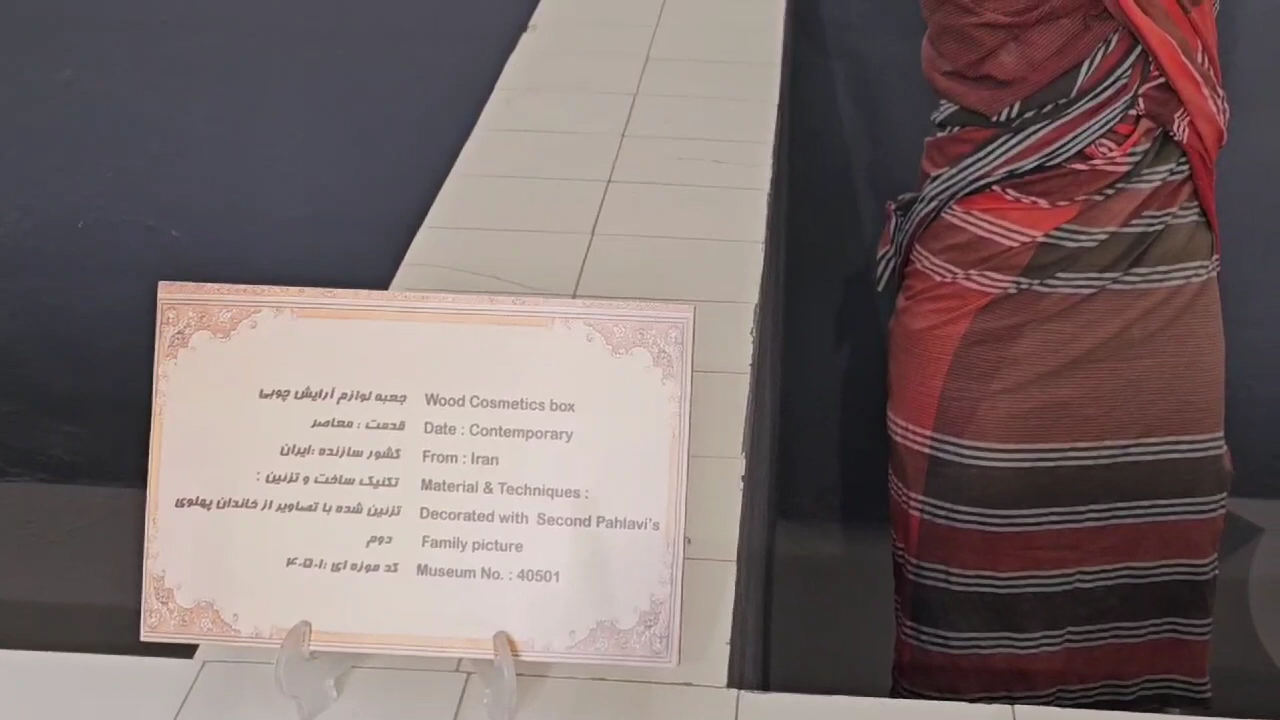 جعبه لوازم آرایش چوبی Wood Cosmetics box
قدمت : معاصر Date : Contemporary
کشور سازنده :ایران From : Iran
تکنیک ساخت و تزئین : Material & Techniques :
تزئین شده با تصاویر از خاندان پهلوی Decorated with Second Pahlavi's
دوم Family picture
کد موزه ای :۴۰۵۰۱ Museum No. : 40501